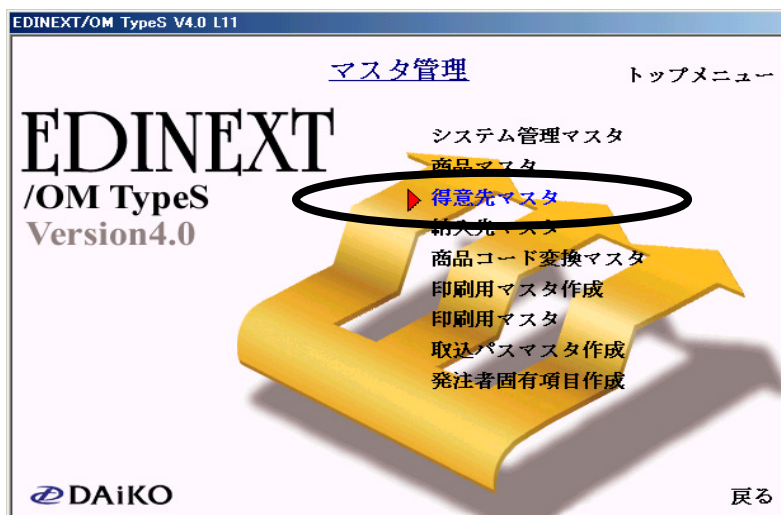 EDINEXT/OM TypeS V4.0 L11
マスタ管理
トップメニュー
EDINEXT
/OM TypeS
Version4.0
システム管理マスタ
商品マスタ
得意先マスタ
納入先マスタ
商品コード変換マスタ
印刷用マスタ作成
印刷用マスタ
取込パスマスタ作成
発注者固有項目作成
DAiKO
戻る